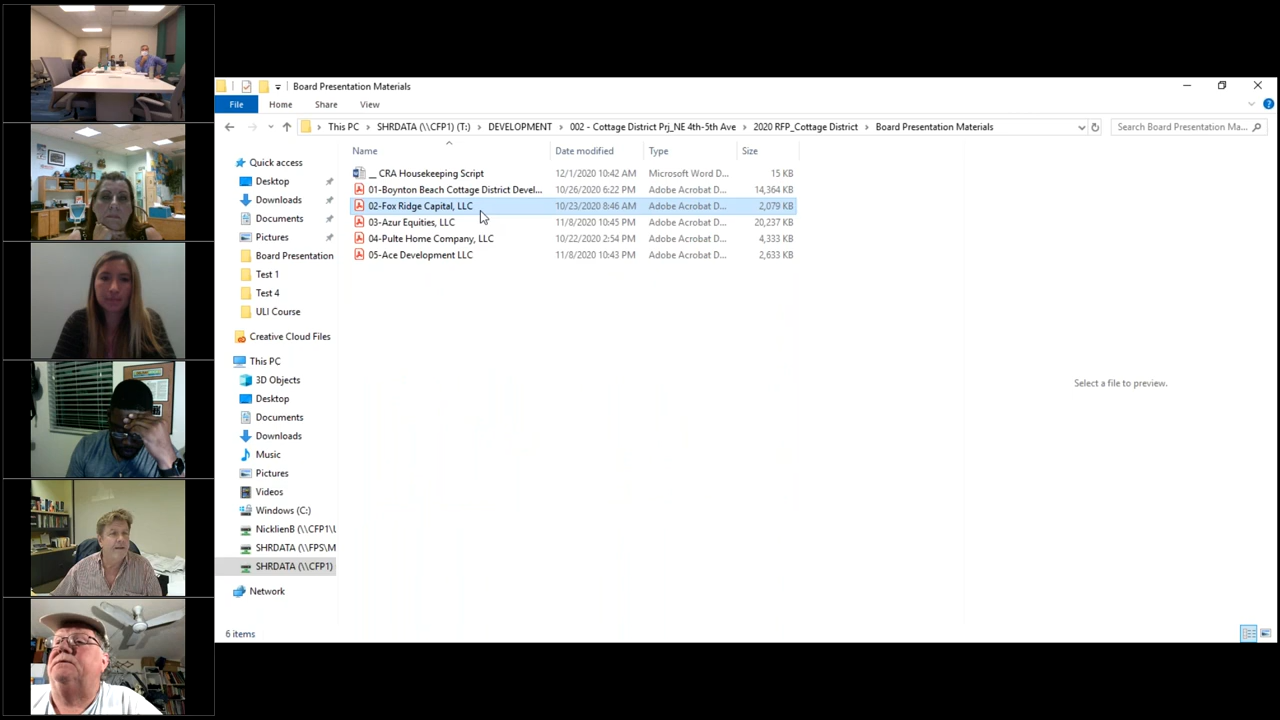 Board Presentation Materials
File Home Share View
This PC SHRDATA (\\CFP1) (T:) DEVELOPMENT 002 - Cottage District Prj_NE 4th-5th Ave 2020 RFP_Cottage District Board Presentation Materials Search Board Presentation Ma...
Name Date modified Type Size
__ CRA Housekeeping Script 12/1/2020 10:42 AM Microsoft Word D... 15 KB
01-Boynton Beach Cottage District Devel... 10/26/2020 6:22 PM Adobe Acrobat D... 14,364 KB
02-Fox Ridge Capital, LLC 10/23/2020 8:46 AM Adobe Acrobat D... 2,079 KB
03-Azur Equities, LLC 11/8/2020 10:45 PM Adobe Acrobat D... 20,237 KB
04-Pulte Home Company, LLC 10/22/2020 2:54 PM Adobe Acrobat D... 4,333 KB
05-Ace Development LLC 11/8/2020 10:43 PM Adobe Acrobat D... 2,633 KB
Quick access
Desktop
Downloads
Documents
Pictures
Board Presentation
Test 1
Test 4
ULI Course
Creative Cloud Files
This PC
3D Objects
Desktop
Documents
Downloads
Music
Pictures
Videos
Windows (C:)
NicklienB (\\CFP1\U
SHRDATA (\\FPS\M
SHRDATA (\\CFP1)
Network
Select a file to preview.
6 items